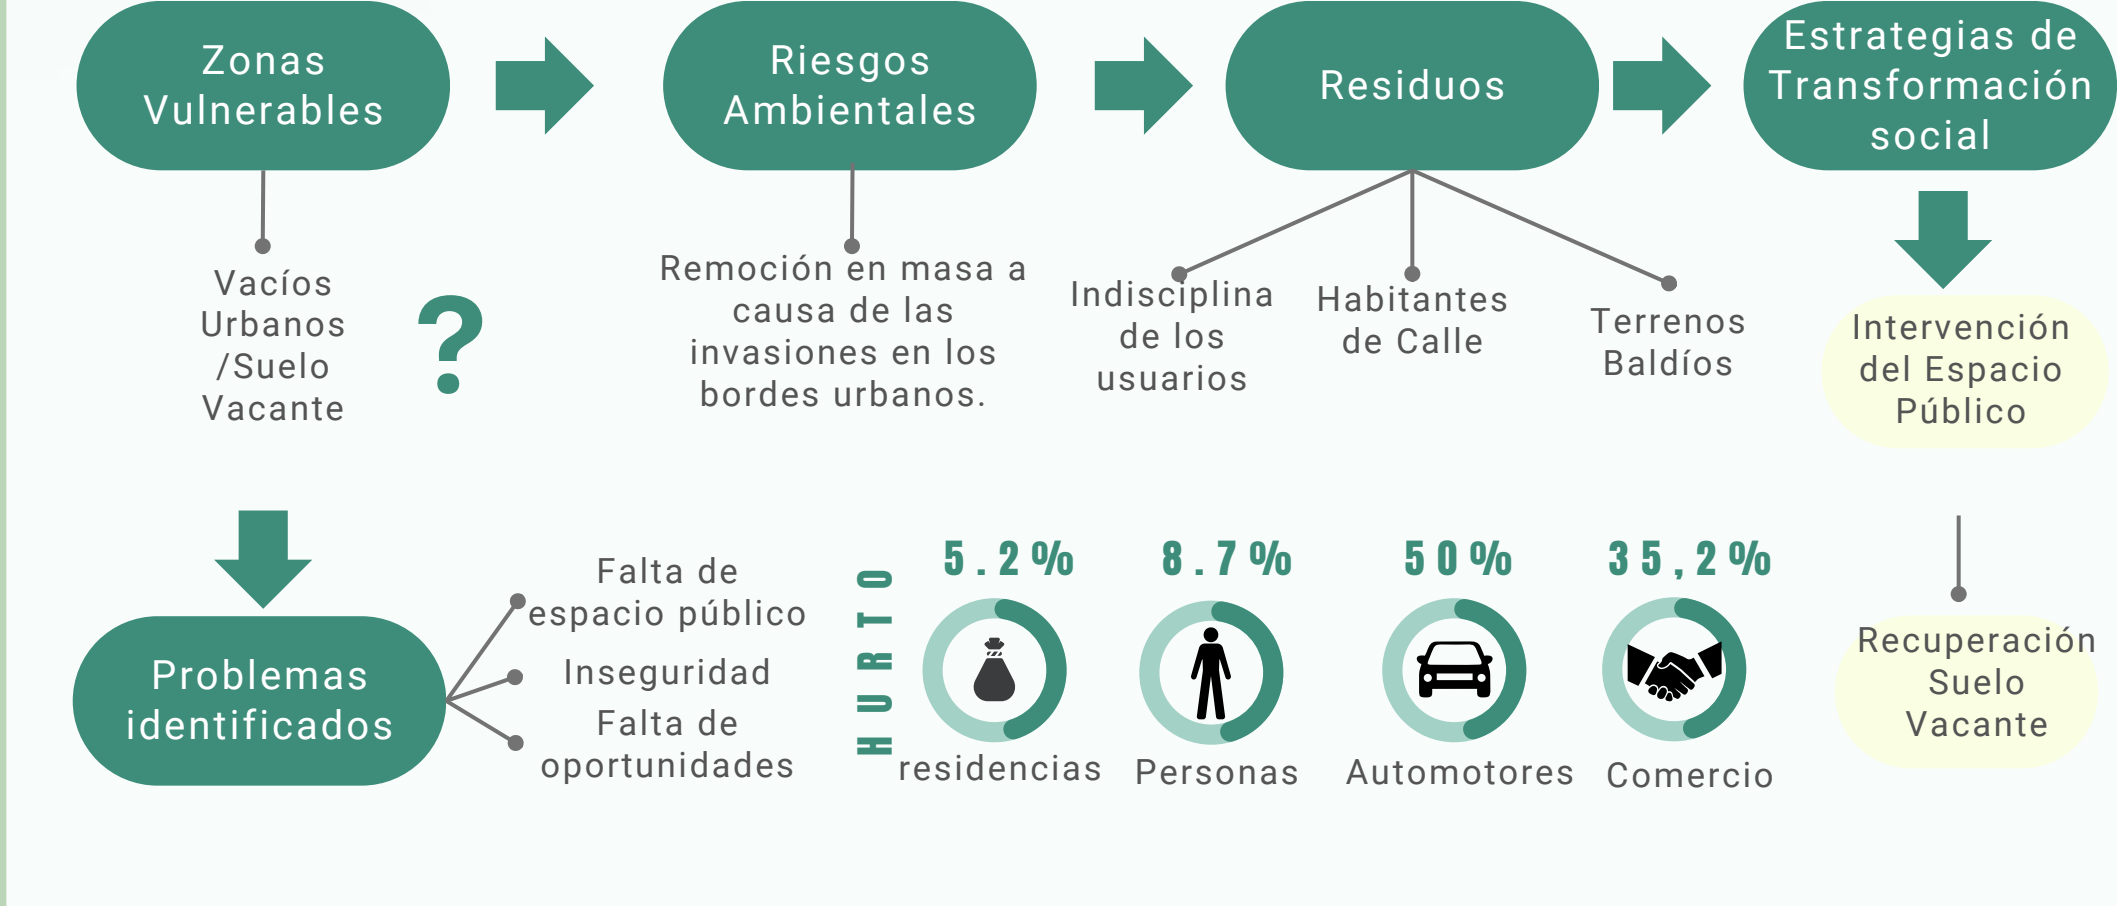 Zonas
Vulnerables
Riesgos
Ambientales
Residuos
Estrategias de
Transformación
social
Vacíos
Urbanos
/Suelo
Vacante
?
Remoción en masa a
causa de las
invasiones en los
bordes urbanos.
Indisciplina
de los
usuarios
Habitantes
de Calle
Terrenos
Baldíos
Intervención
del Espacio
Público
Problemas
identificados
Falta de
espacio público
Inseguridad
Falta de
oportunidades
HURTO
5.2%
residencias
8.7%
Personas
50%
Automotores
35,2%
Comercio
Recuperación
Suelo
Vacante